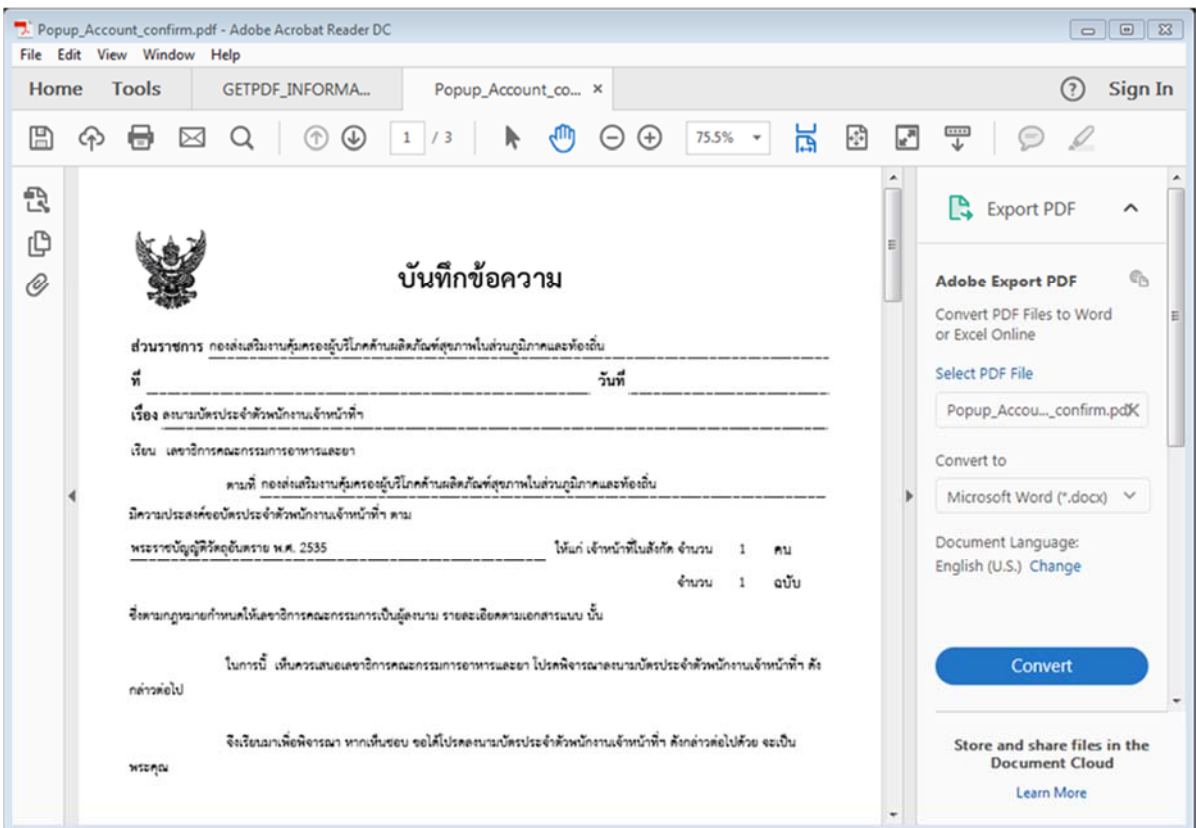 Popup_Account_confirm.pdf - Adobe Acrobat Reader DC
File Edit View Window Help
Home Tools GETPDF_INFORMA... Popup_Account_co... × ? Sign In
1 / 3 75.5%
Export PDF
บันทึกข้อความ
Adobe Export PDF
Convert PDF Files to Word
or Excel Online
ส่วนราชการ กองส่งเสริมงานคุ้มครองผู้บริโภคด้านผลิตภัณฑ์สุขภาพในส่วนภูมิภาคและท้องถิ่น
ที่ วันที่
Select PDF File
เรื่อง ลงนามบัตรประจำตัวพนักงานเจ้าหน้าที่ฯ
Popup_Accou..._confirm.pdf
เรียน เลขาธิการคณะกรรมการอาหารและยา
Convert to
ตามที่ กองส่งเสริมงานคุ้มครองผู้บริโภคด้านผลิตภัณฑ์สุขภาพในส่วนภูมิภาคและท้องถิ่น
Microsoft Word (*.docx)
มีความประสงค์ขอบัตรประจำตัวพนักงานเจ้าหน้าที่ฯ ตาม
พระราชบัญญัติวัตถุอันตราย พ.ศ. 2535 ให้แก่ เจ้าหน้าที่ในสังกัด จำนวน 1 คน
Document Language:
English (U.S.) Change
จำนวน 1 ฉบับ
ซึ่งตามกฎหมายกำหนดให้เลขาธิการคณะกรรมการเป็นผู้ลงนาม รายละเอียดตามเอกสารแนบ นั้น
ในการนี้ เห็นควรเสนอเลขาธิการคณะกรรมการอาหารและยา โปรดพิจารณาลงนามบัตรประจำตัวพนักงานเจ้าหน้าที่ฯ ดัง
กล่าวต่อไป
Convert
จึงเรียนมาเพื่อพิจารณา หากเห็นชอบ ขอได้โปรดลงนามบัตรประจำตัวพนักงานเจ้าหน้าที่ฯ ดังกล่าวต่อไปด้วย จะเป็น
พระคุณ
Store and share files in the
Document Cloud
Learn More